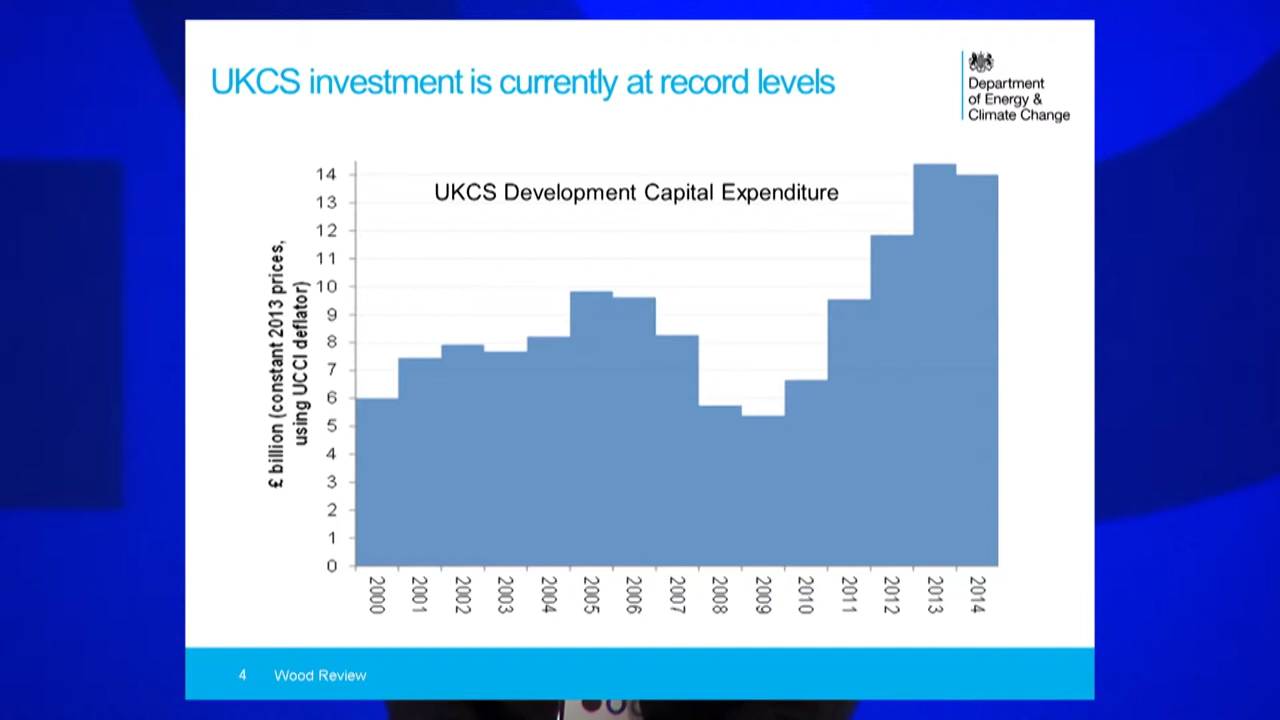 UKCS investment is currently at record levels
Department
of Energy &
Climate Change
UKCS Development Capital Expenditure
£ billion (constant 2013 prices,
using UCCI deflator)
14
13
12
11
10
9
8
7
6
5
4
3
2
1
0
2000 2001 2002 2003 2004 2005 2006 2007 2008 2009 2010 2011 2012 2013 2014
4 Wood Review